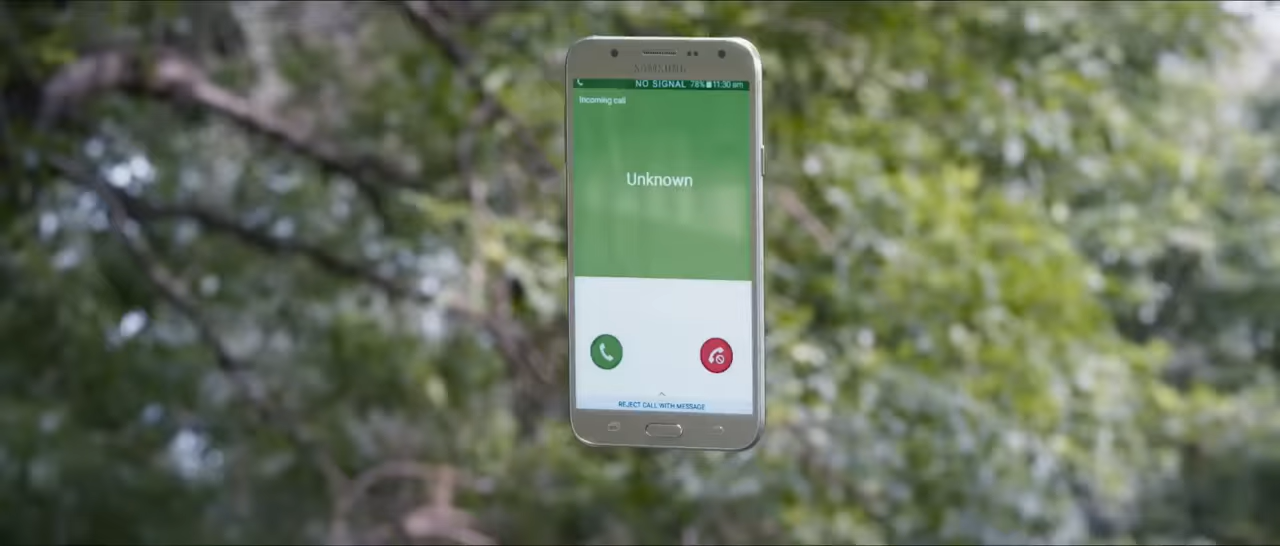 SAMSUNG
NO SIGNAL 78% 11:30 am
Incoming call
Unknown
REJECT CALL WITH MESSAGE